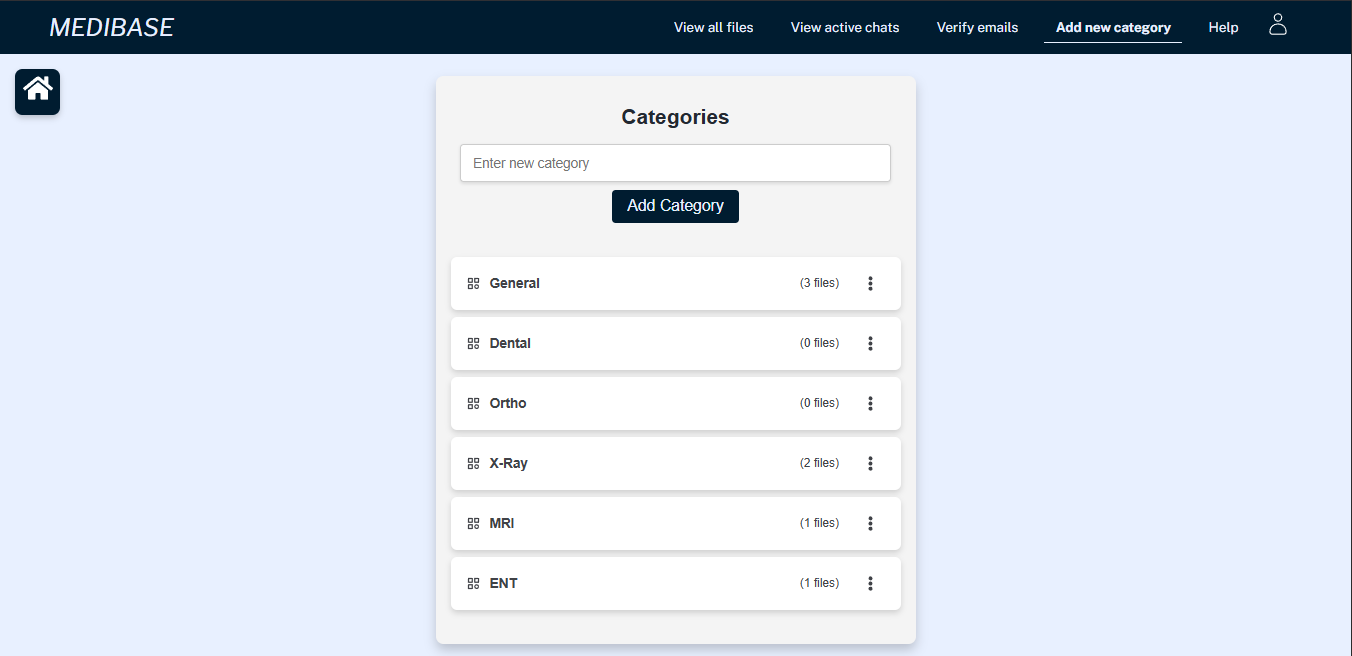 MEDIBASE View all files View active chats Verify emails Add new category Help
Categories
Enter new category
Add Category
General (3 files)
Dental (0 files)
Ortho (0 files)
X-Ray (2 files)
MRI (1 files)
ENT (1 files)